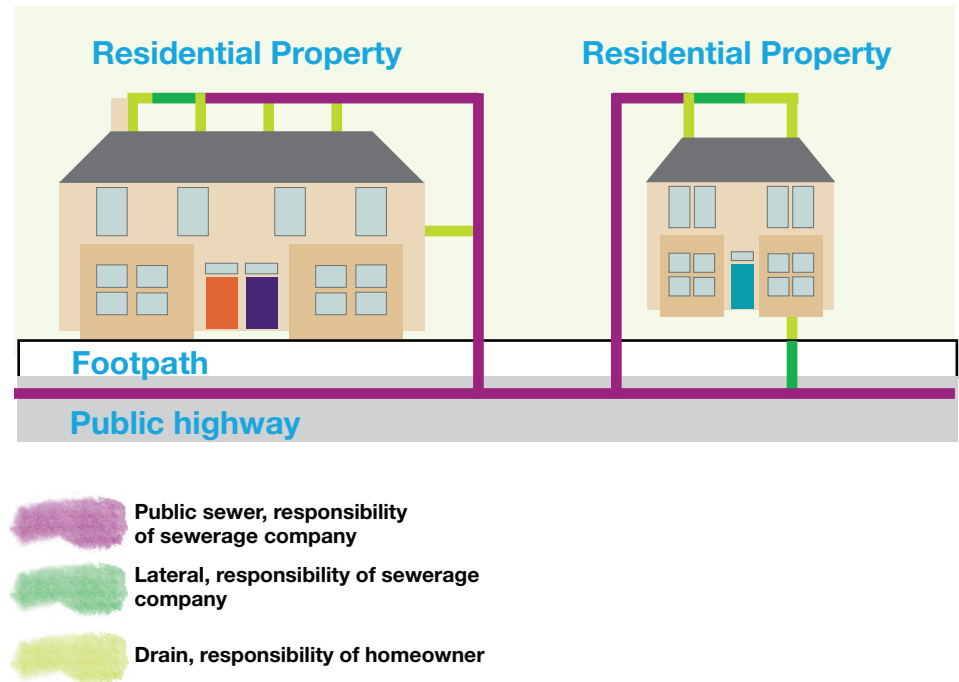 Residential Property
Residential Property
Footpath
Public highway
Public sewer, responsibility
of sewerage company
Lateral, responsibility of sewerage
company
Drain, responsibility of homeowner